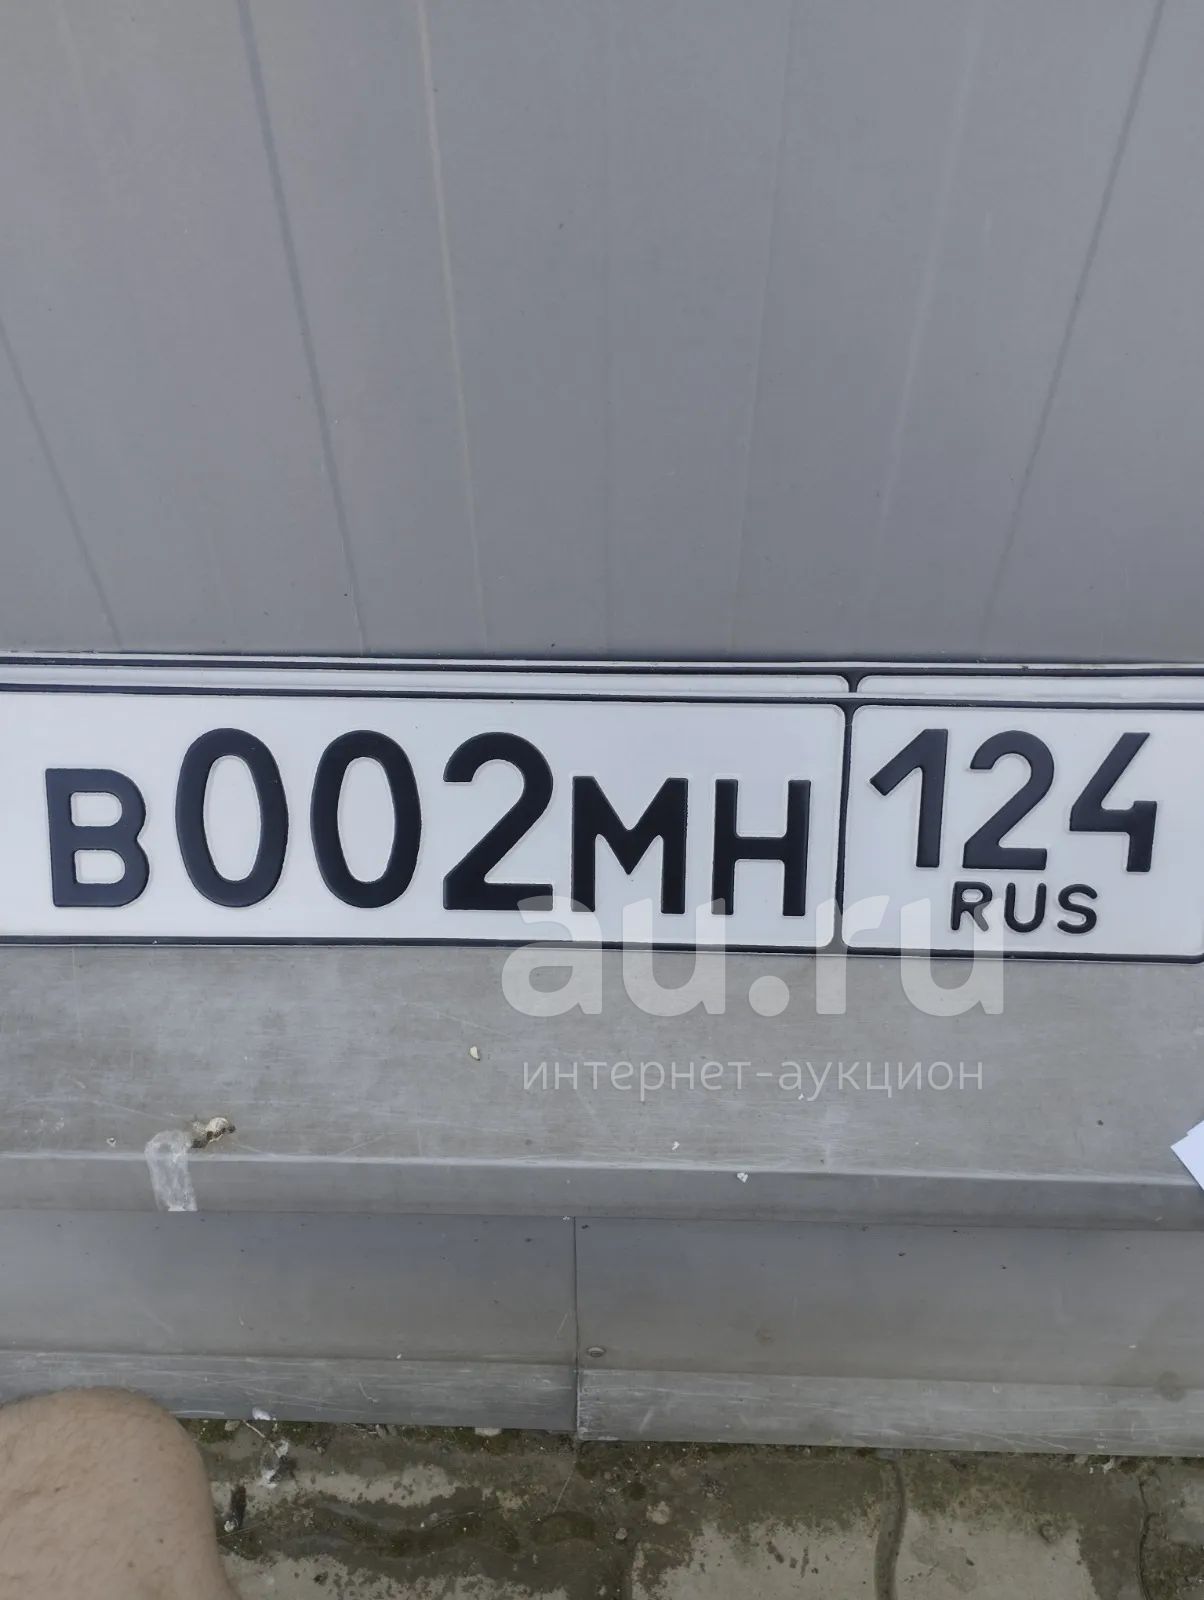 В002МН 124
RUS
au.ru
интернет-аукцион